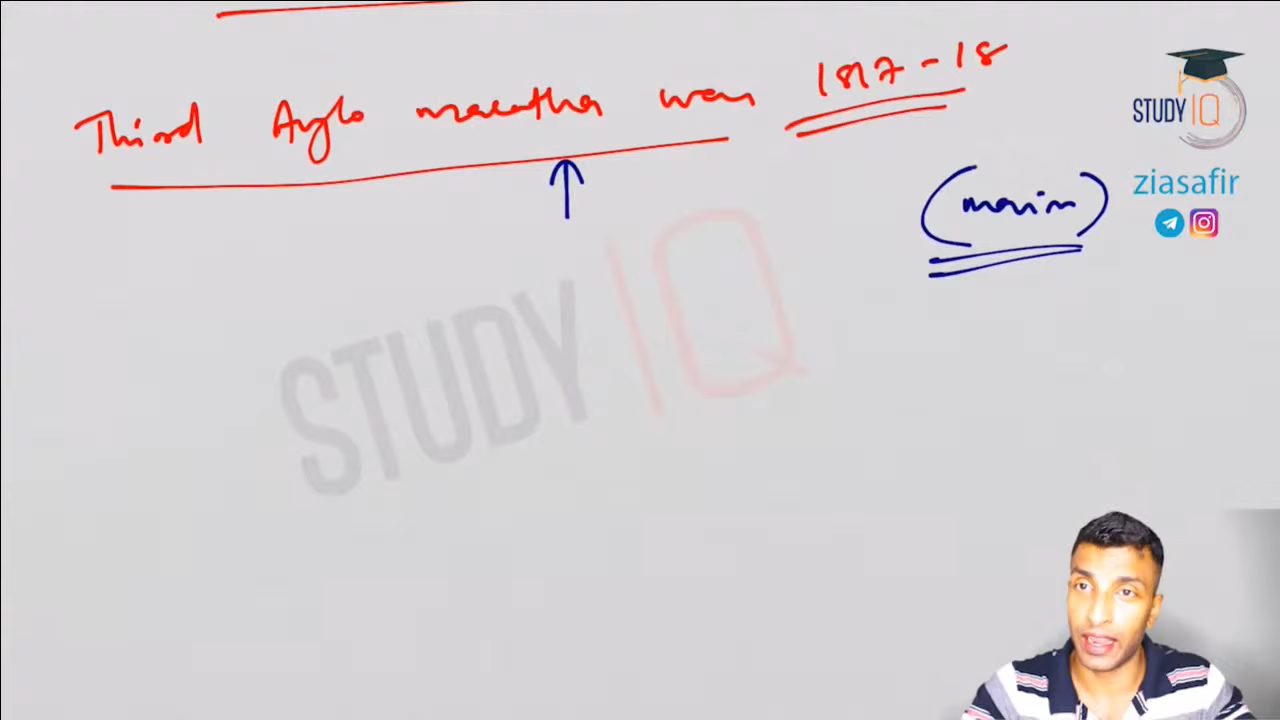 Third Anglo maratha war 1817-18
STUDY IQ
ziasafir
(main)
STUDY IQ